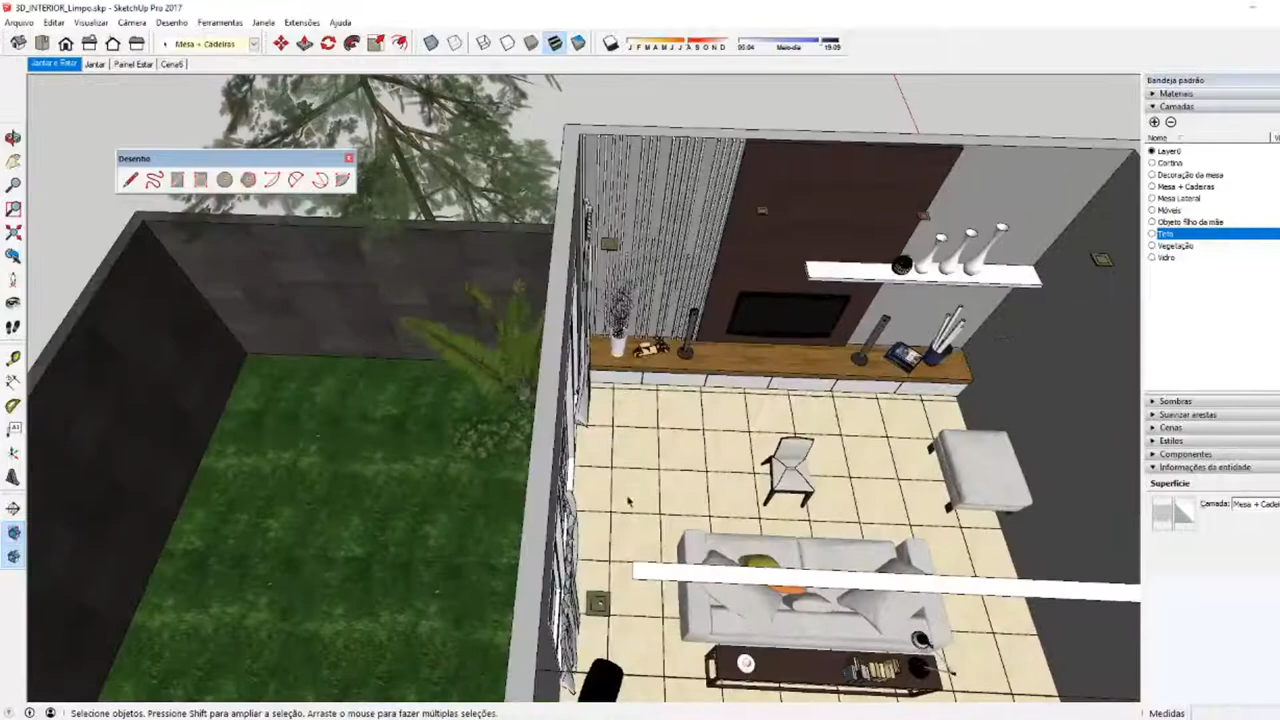 3D_INTERIOR_Limpo.skp - SketchUp Pro 2017
Arquivo Editar Visualizar Câmera Desenho Ferramentas Janela Extensões Ajuda
Mesa + Cadeiras
J F M A M J J A S O N D
Meio-dia
Jantar e Estar Jantar Painel Estar Cena6
Desenho
Bandeja padrão
Materiais
Camadas
Nome
Layer0
Cortina
Decoração da mesa
Mesa + Cadeiras
Mesa Lateral
Móveis
Objeto filho da mãe
Teto
Vegetação
Vidro
Sombras
Suavizar arestas
Cenas
Estilos
Componentes
Informações da entidade
Superfície
Camada: Mesa + Cadei
Selecione objetos. Pressione Shift para ampliar a seleção. Arraste o mouse para fazer múltiplas seleções.
Medidas